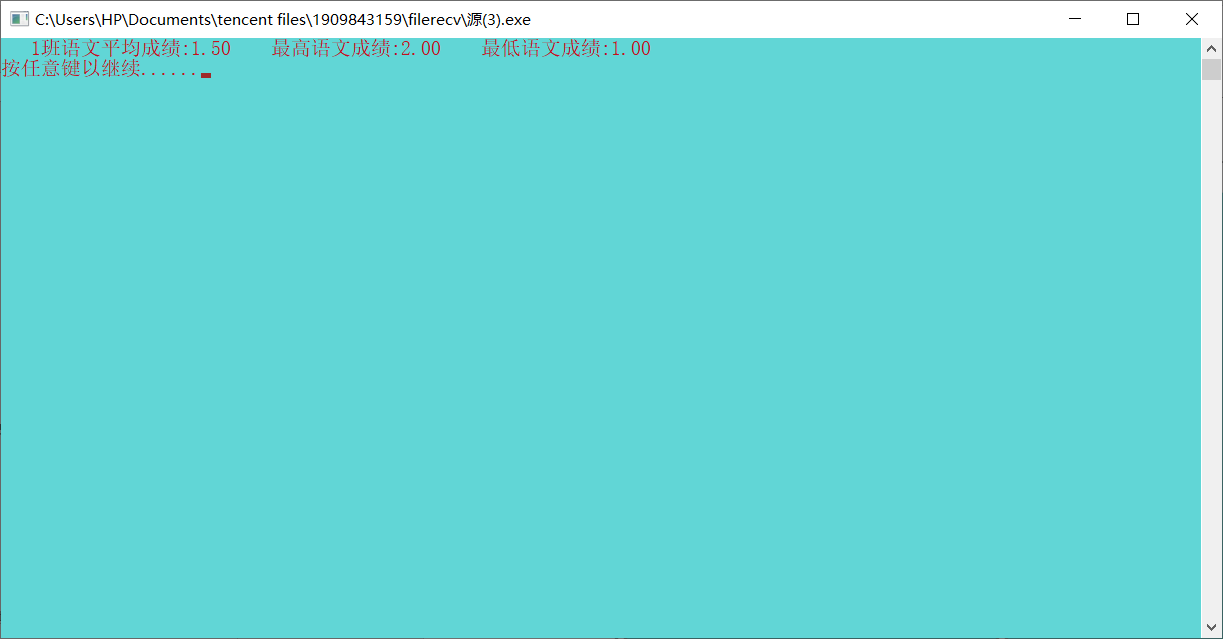 C:\Users\HP\Documents\tencent files\1909843159\filerecv\源(3).exe
1班语文平均成绩:1.50    最高语文成绩:2.00    最低语文成绩:1.00
按任意键以继续......